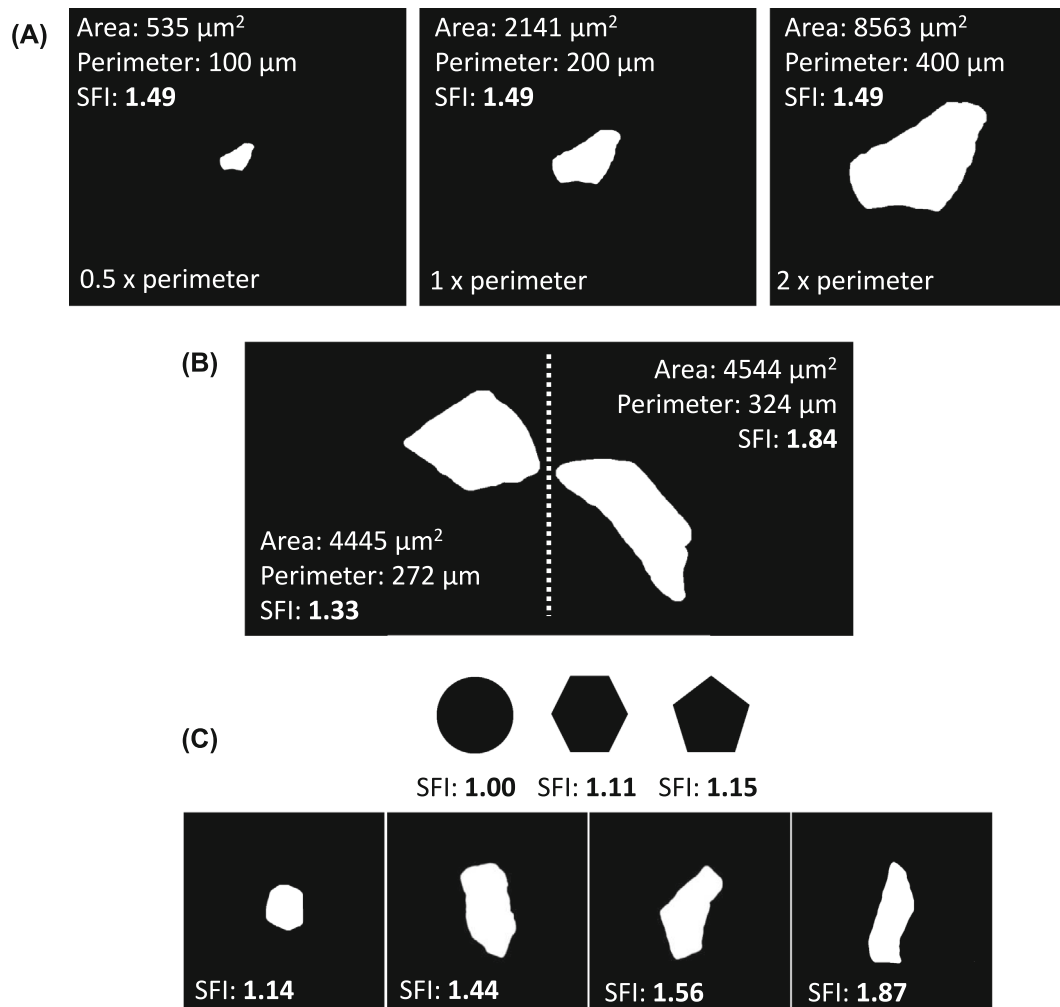 (A)
Area: 535 µm²
Perimeter: 100 µm
SFI: 1.49
0.5 x perimeter
Area: 2141 µm²
Perimeter: 200 µm
SFI: 1.49
1 x perimeter
Area: 8563 µm²
Perimeter: 400 µm
SFI: 1.49
2 x perimeter
(B)
Area: 4445 µm²
Perimeter: 272 µm
SFI: 1.33
Area: 4544 µm²
Perimeter: 324 µm
SFI: 1.84
(C)
SFI: 1.00
SFI: 1.11
SFI: 1.15
SFI: 1.14
SFI: 1.44
SFI: 1.56
SFI: 1.87